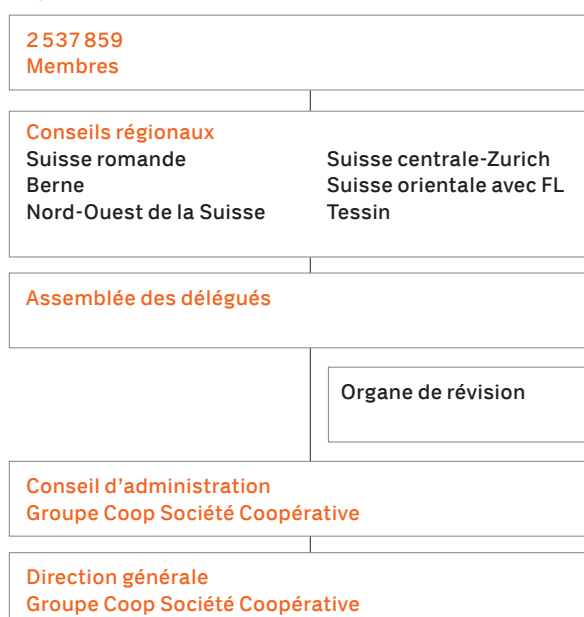 2 537 859
Membres
Conseils régionaux
Suisse romande
Berne
Nord-Ouest de la Suisse
Suisse centrale-Zurich
Suisse orientale avec FL
Tessin
Assemblée des délégués
Organe de révision
Conseil d’administration
Groupe Coop Société Coopérative
Direction générale
Groupe Coop Société Coopérative